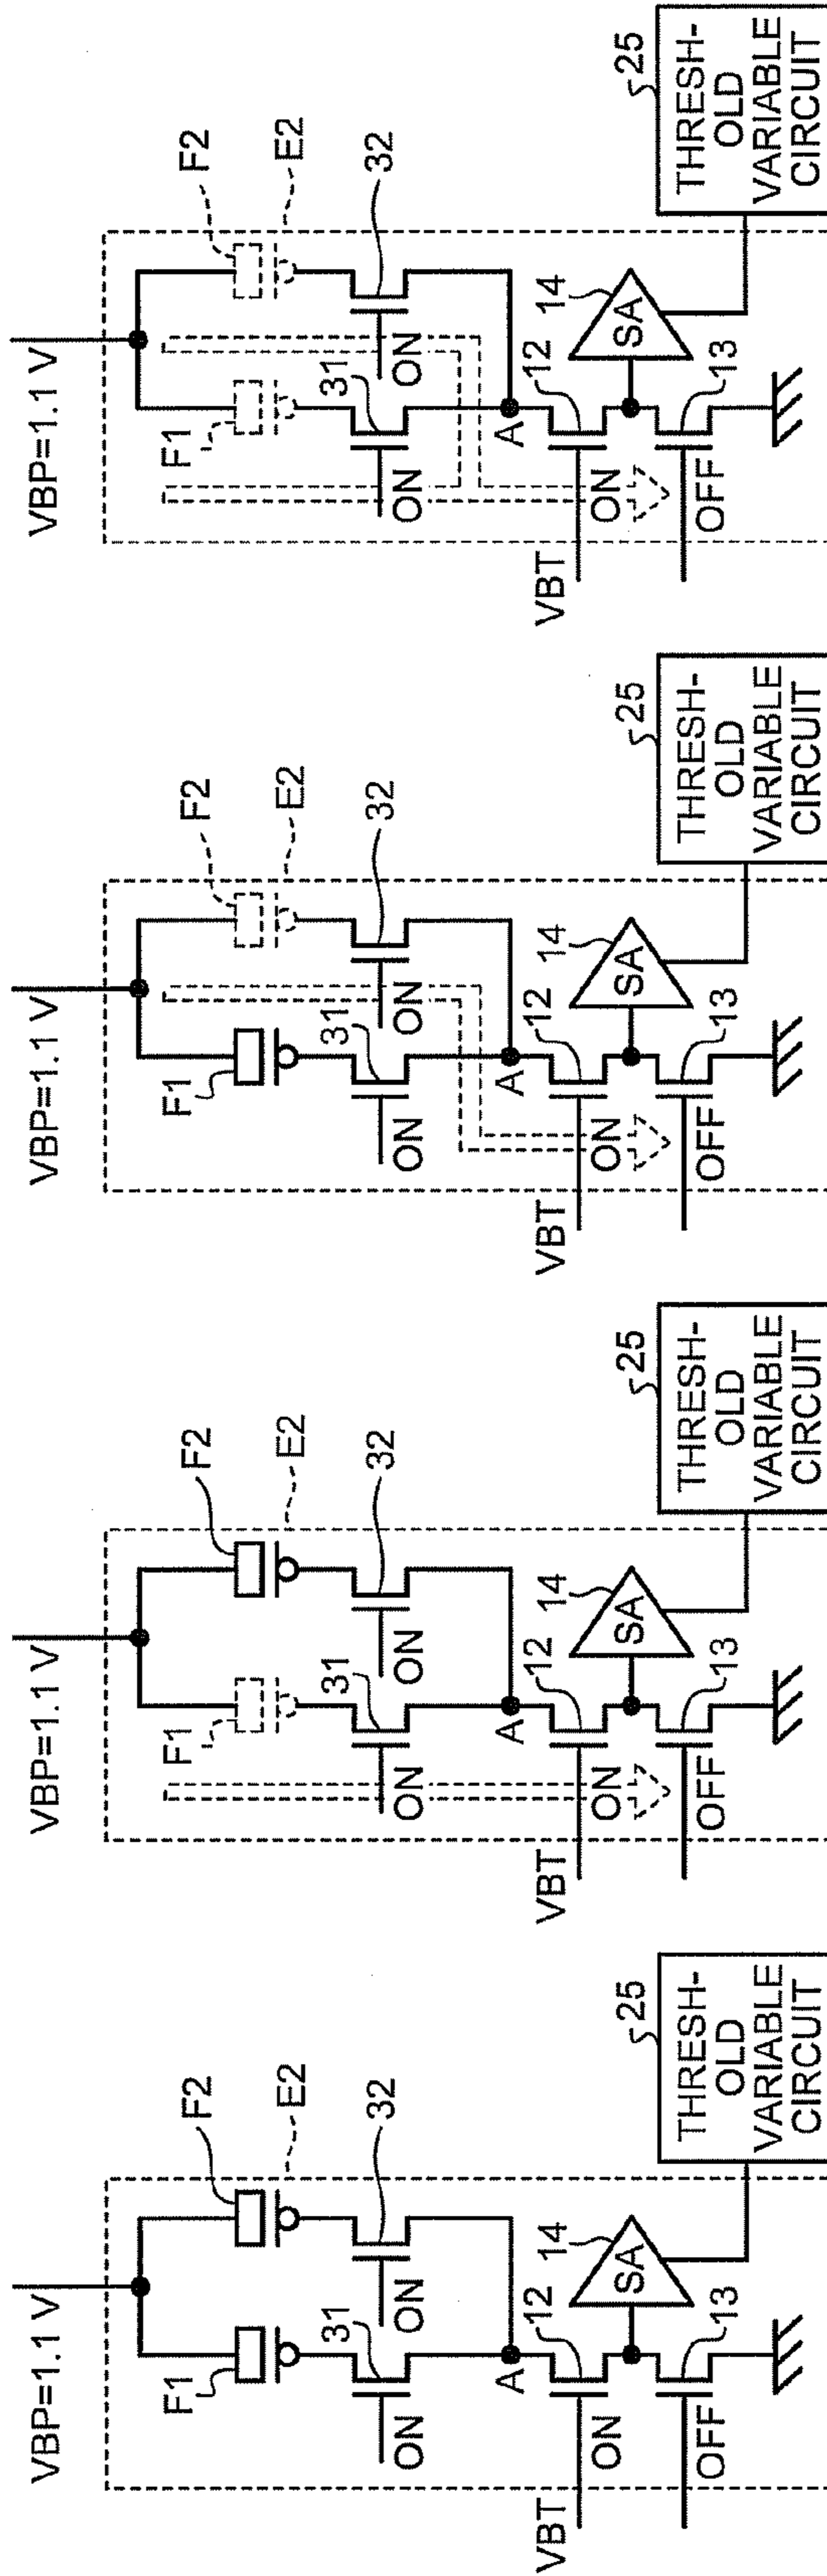 VBP=1.1 V
F1
F2
E2
31
32
ON
ON
A
12
14
SA
25
VBT
ON
13
OFF
THRESH-
OLD
VARIABLE
CIRCUIT
VBP=1.1 V
F1
F2
E2
31
32
ON
ON
A
12
14
SA
25
VBT
ON
13
OFF
THRESH-
OLD
VARIABLE
CIRCUIT
VBP=1.1 V
F1
F2
E2
31
32
ON
ON
A
12
14
SA
25
VBT
ON
13
OFF
THRESH-
OLD
VARIABLE
CIRCUIT
VBP=1.1 V
F1
F2
E2
31
32
ON
ON
A
12
14
SA
25
VBT
ON
13
OFF
THRESH-
OLD
VARIABLE
CIRCUIT